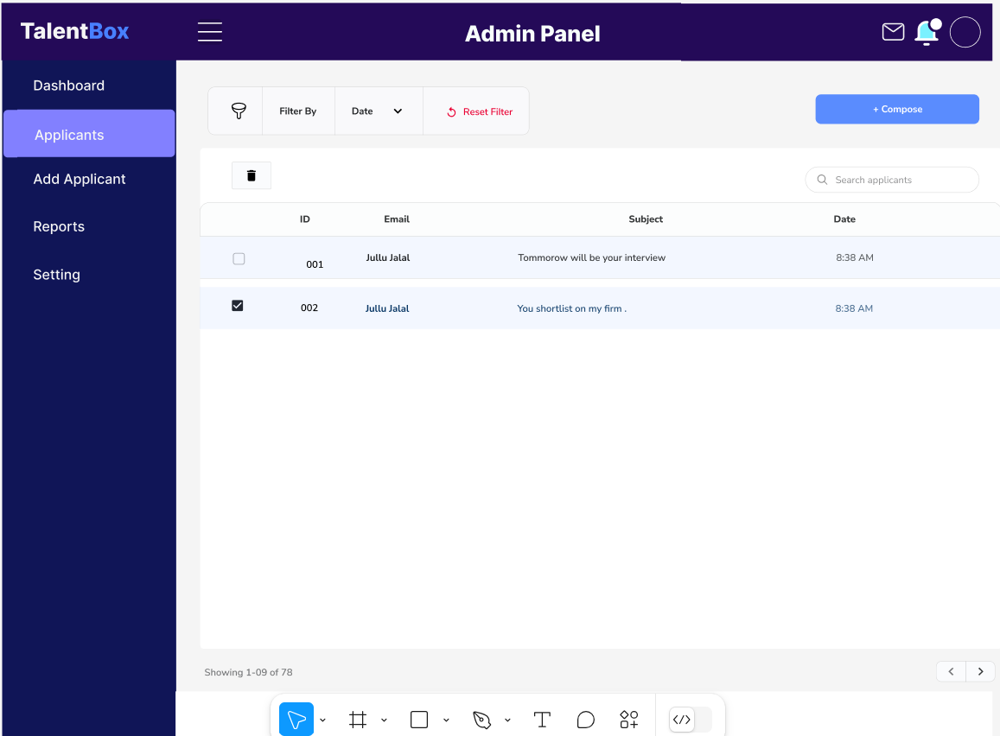 TalentBox
Admin Panel
Dashboard
Applicants
Add Applicant
Reports
Setting
Filter By
Date
Reset Filter
+ Compose
Search applicants
ID Email Subject Date
001 Jullu Jalal Tommorow will be your interview 8:38 AM
002 Jullu Jalal You shortlist on my firm . 8:38 AM
Showing 1-09 of 78